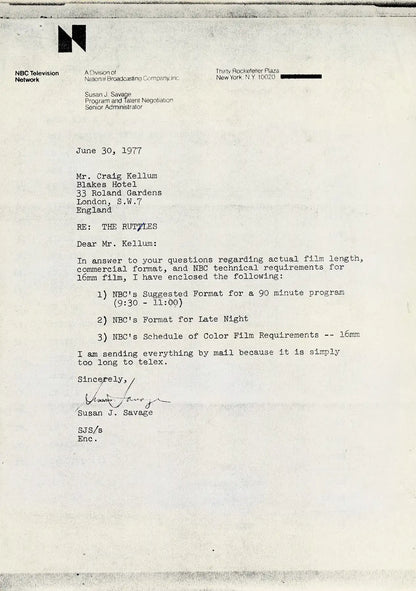 NBC Television
Network
A Division of
National Broadcasting Company, Inc.
Thirty Rockefeller Plaza
New York, N.Y. 10020
Susan J. Savage
Program and Talent Negotiation
Senior Administrator
June 30, 1977
Mr. Craig Kellum
Blakes Hotel
33 Roland Gardens
London, S.W.7
England
RE: THE RUTTLES
Dear Mr. Kellum:
In answer to your questions regarding actual film length,
commercial format, and NBC technical requirements for
16mm film, I have enclosed the following:
1) NBC's Suggested Format for a 90 minute program
(9:30 - 11:00)
2) NBC's Format for Late Night
3) NBC's Schedule of Color Film Requirements -- 16mm
I am sending everything by mail because it is simply
too long to telex.
Sincerely,
Susan J. Savage
SJS/s
Enc.